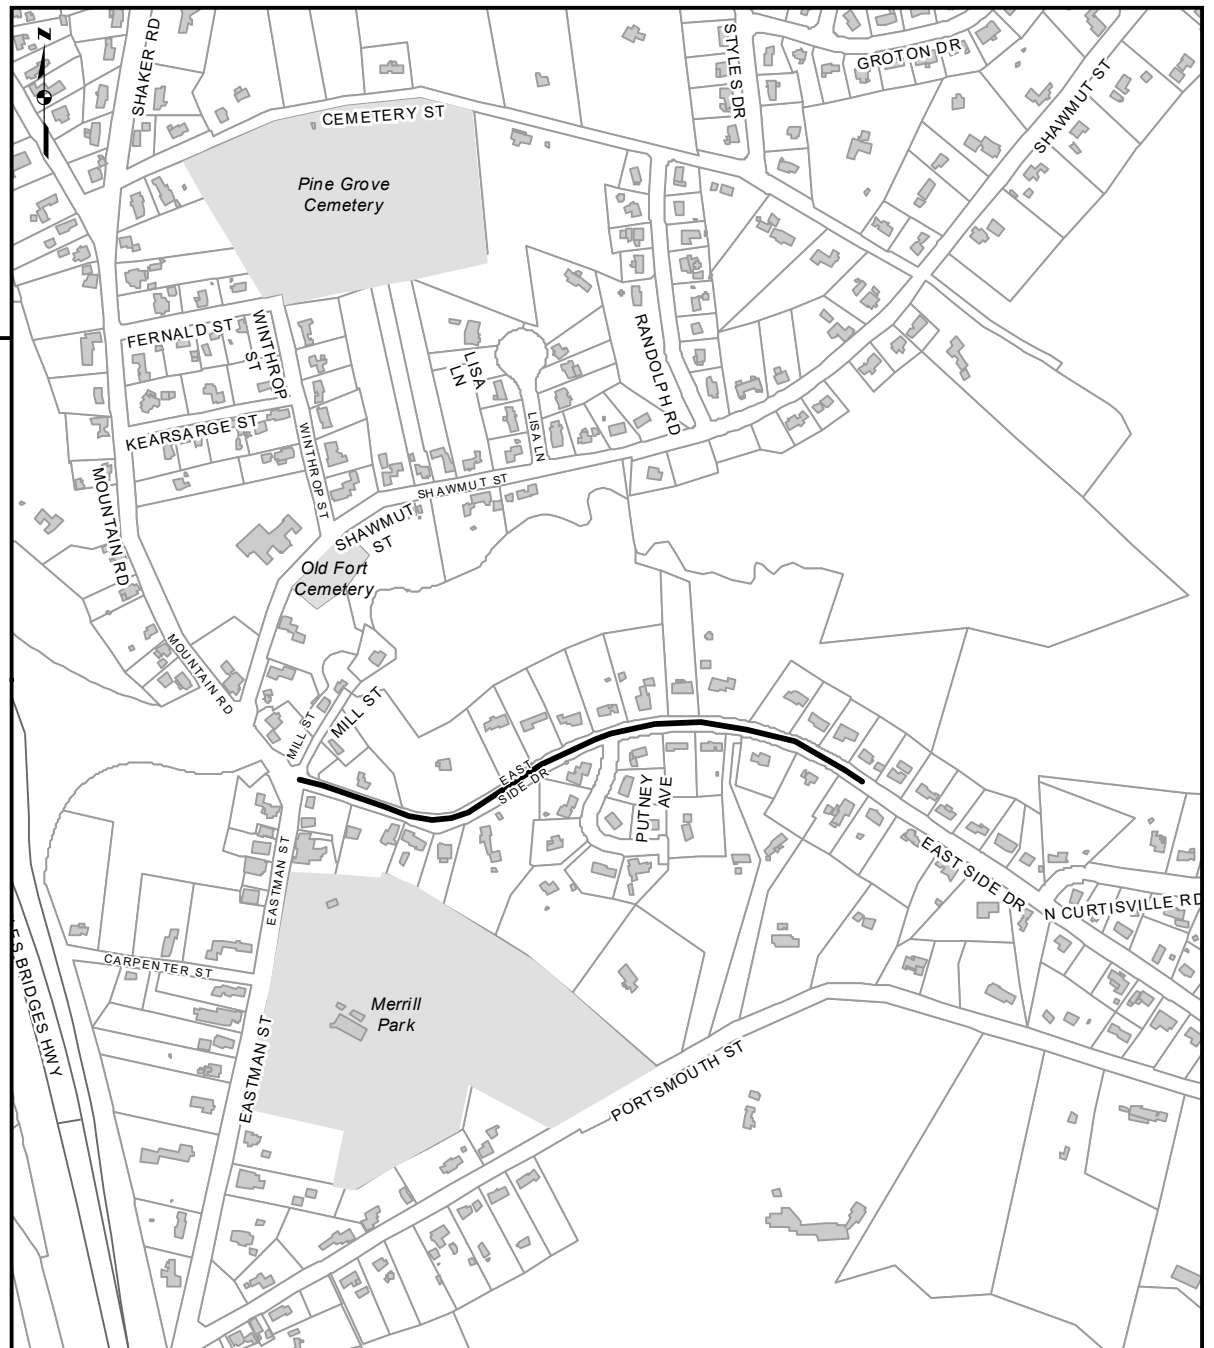 N
SHAKER RD
STYLES DR
GROTON DR
SHAWMUT ST
CEMETERY ST
Pine Grove
Cemetery
FERNALD ST
WINTHROP
ST
LISA
LN
RANDOLPH RD
KEARSARGE ST
WINTHROP ST
LISA LN
MOUNTAIN RD
SHAWMUT ST
SHAWMUT
ST
Old Fort
Cemetery
MOUNTAIN RD
MILL ST
MILL ST
EAST
SIDE DR
PUTNEY
AVE
EASTMAN ST
EAST SIDE DR
N CURTISVILLE RD
CARPENTER ST
ES BRIDGES HWY
Merrill
Park
EASTMAN ST
PORTSMOUTH ST